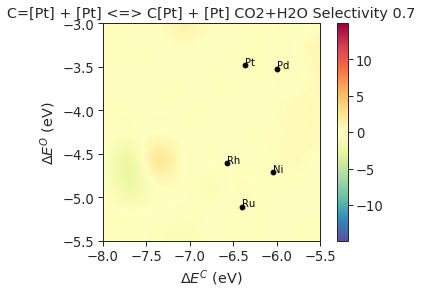 C=[Pt] + [Pt] <=> C[Pt] + [Pt] CO2+H2O Selectivity 0.7
−3.0
−3.5
−4.0
−4.5
−5.0
−5.5
ΔE^O (eV)
Pt
Pd
Rh
Ni
Ru
−8.0 −7.5 −7.0 −6.5 −6.0 −5.5
ΔE^C (eV)
10
5
0
−5
−10